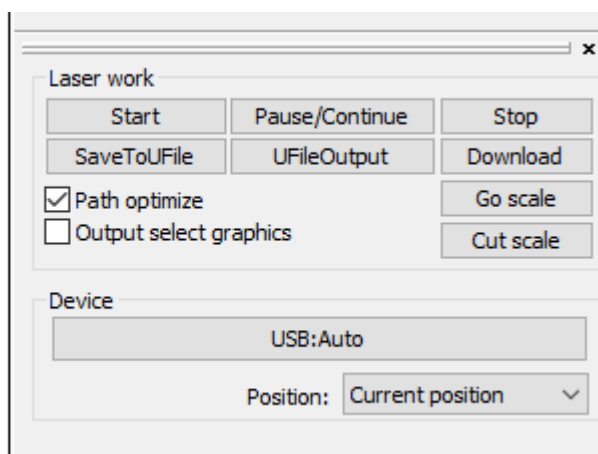 Laser work
Start Pause/Continue Stop
SaveToUFile UFileOutput Download
Path optimize Go scale
Output select graphics
Cut scale
Device
USB:Auto
Position: Current position